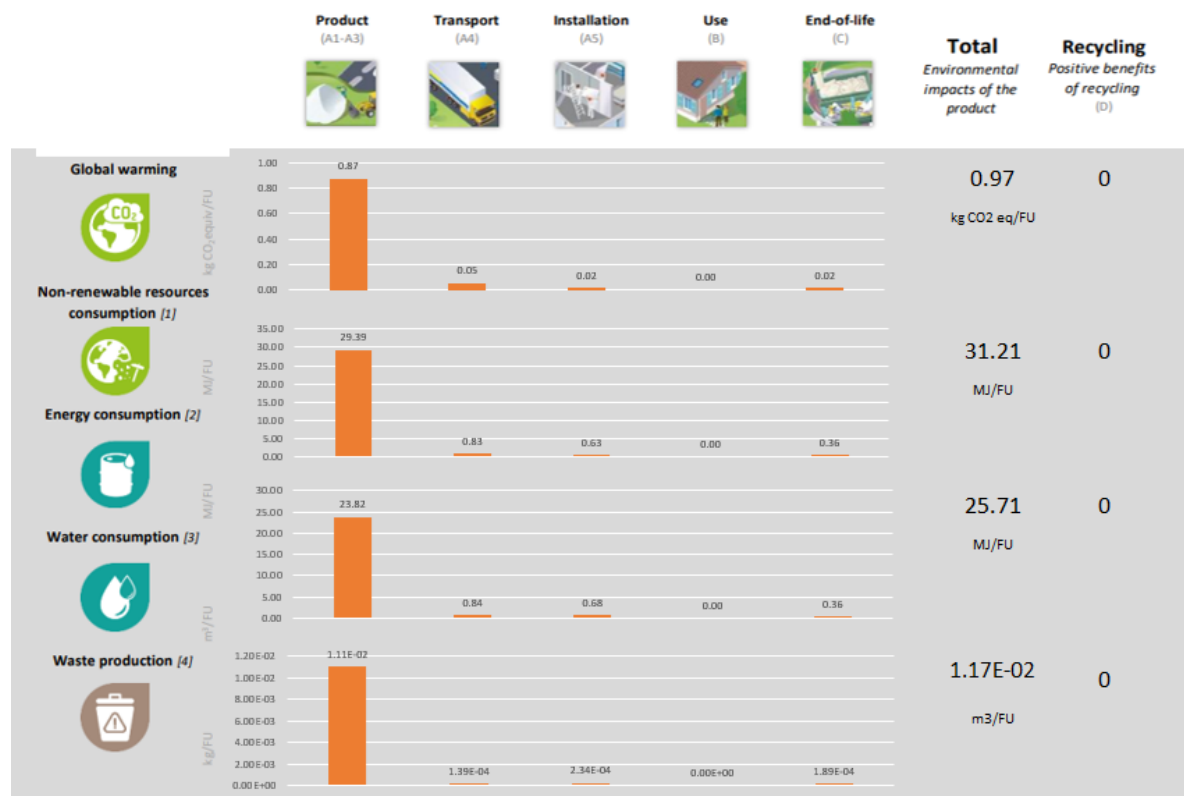 Product
(A1-A3)
Transport
(A4)
Installation
(A5)
Use
(B)
End-of-life
(C)
Total
Environmental
impacts of the
product
Recycling
Positive benefits
of recycling
(D)
Global warming
CO2
kg CO2equiv/FU
1.00
0.80
0.60
0.40
0.20
0.00
0.87
0.05
0.02
0.00
0.02
0.97
kg CO2 eq/FU
0
Non-renewable resources
consumption [1]
MJ/FU
35.00
30.00
25.00
20.00
15.00
10.00
5.00
0.00
29.39
0.83
0.63
0.00
0.36
31.21
MJ/FU
0
Energy consumption [2]
MJ/FU
30.00
25.00
20.00
15.00
10.00
5.00
0.00
23.82
0.84
0.68
0.00
0.36
25.71
MJ/FU
0
Water consumption [3]
m³/FU
Waste production [4]
kg/FU
1.20E-02
1.00E-02
8.00E-03
6.00E-03
4.00E-03
2.00E-03
0.00E+00
1.11E-02
1.39E-04
2.34E-04
0.00E+00
1.89E-04
1.17E-02
m3/FU
0